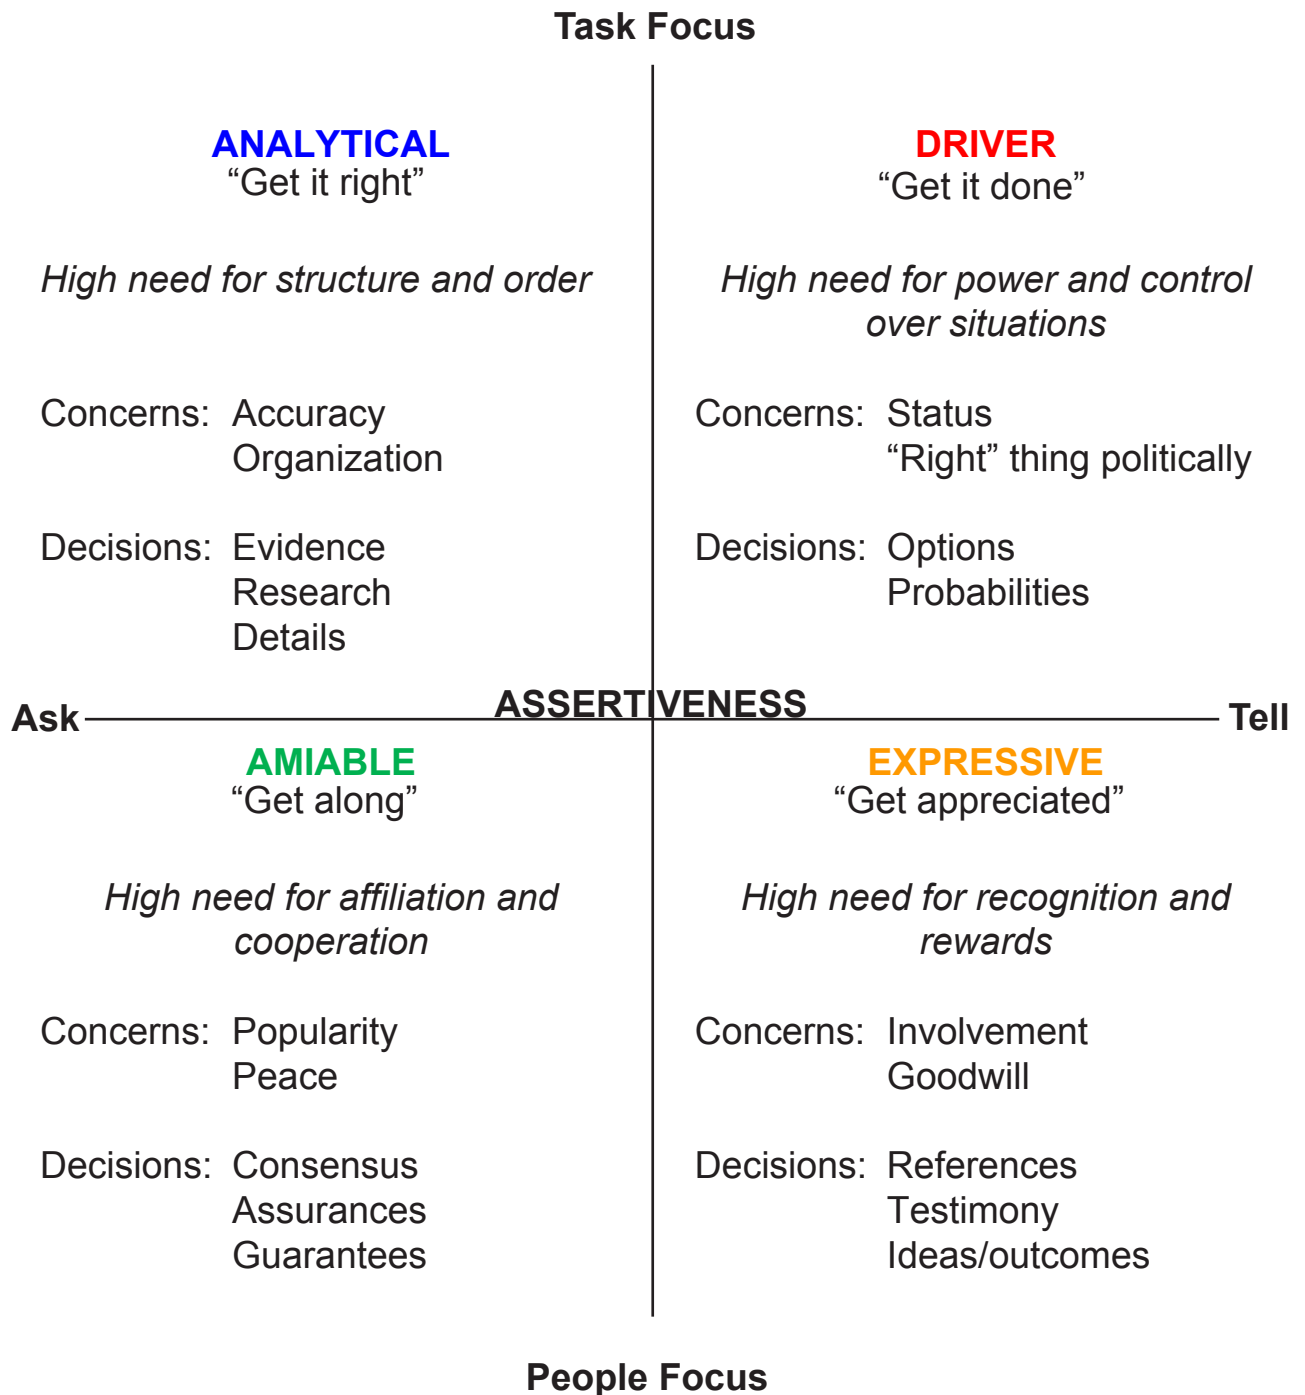 Task Focus
ANALYTICAL
“Get it right”
High need for structure and order
Concerns: Accuracy
Organization
Decisions: Evidence
Research
Details
DRIVER
“Get it done”
High need for power and control
over situations
Concerns: Status
“Right” thing politically
Decisions: Options
Probabilities
Ask
ASSERTIVENESS
Tell
AMIABLE
“Get along”
High need for affiliation and
cooperation
Concerns: Popularity
Peace
Decisions: Consensus
Assurances
Guarantees
EXPRESSIVE
“Get appreciated”
High need for recognition and
rewards
Concerns: Involvement
Goodwill
Decisions: References
Testimony
Ideas/outcomes
People Focus